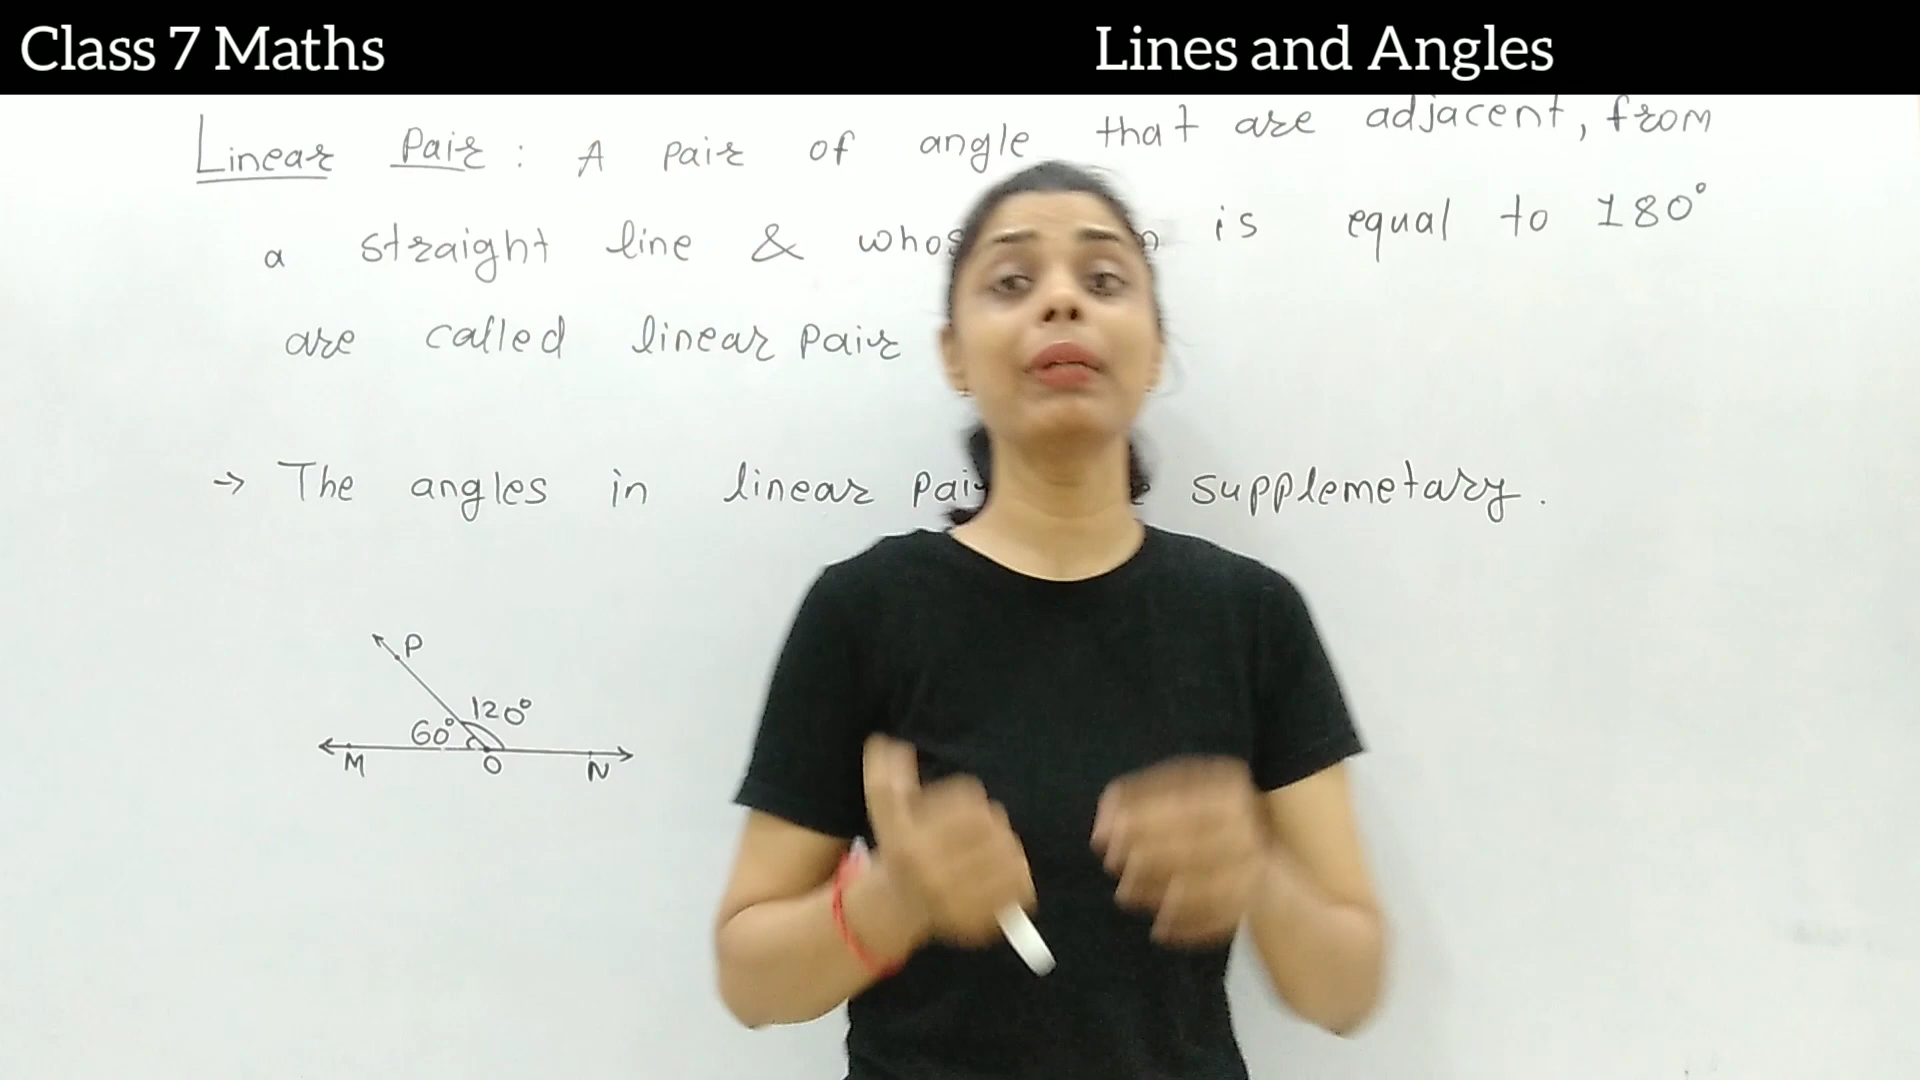 Class 7 Maths
Lines and Angles
Linear Pair : A pair of angle that are adjacent, from
a straight line & is equal to 180°
are called linear pair
→ The angles in linear supplemetary.
P
120°
60°
M
O
N